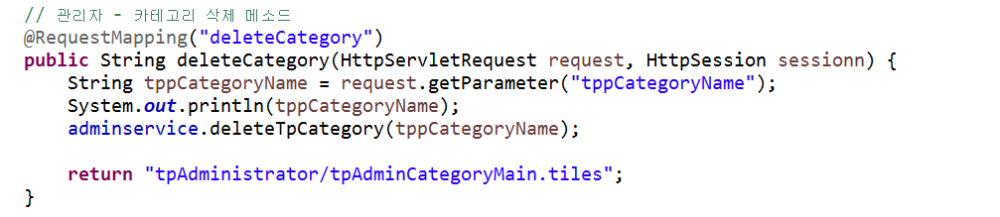 // 관리자 - 카테고리 삭제 메소드
@RequestMapping("deleteCategory")
public String deleteCategory(HttpServletRequest request, HttpSession sessionn) {
    String tppCategoryName = request.getParameter("tppCategoryName");
    System.out.println(tppCategoryName);
    adminservice.deleteTpCategory(tppCategoryName);

    return "tpAdministrator/tpAdminCategoryMain.tiles";
}